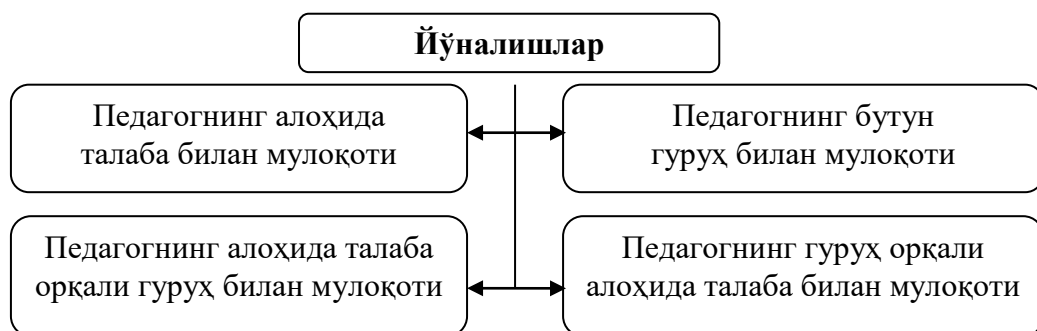 Йўналишлар
Педагогнинг алоҳида
талаба билан мулоқоти
Педагогнинг бутун
гуруҳ билан мулоқоти
Педагогнинг алоҳида талаба
орқали гуруҳ билан мулоқоти
Педагогнинг гуруҳ орқали
алоҳида талаба билан мулоқоти